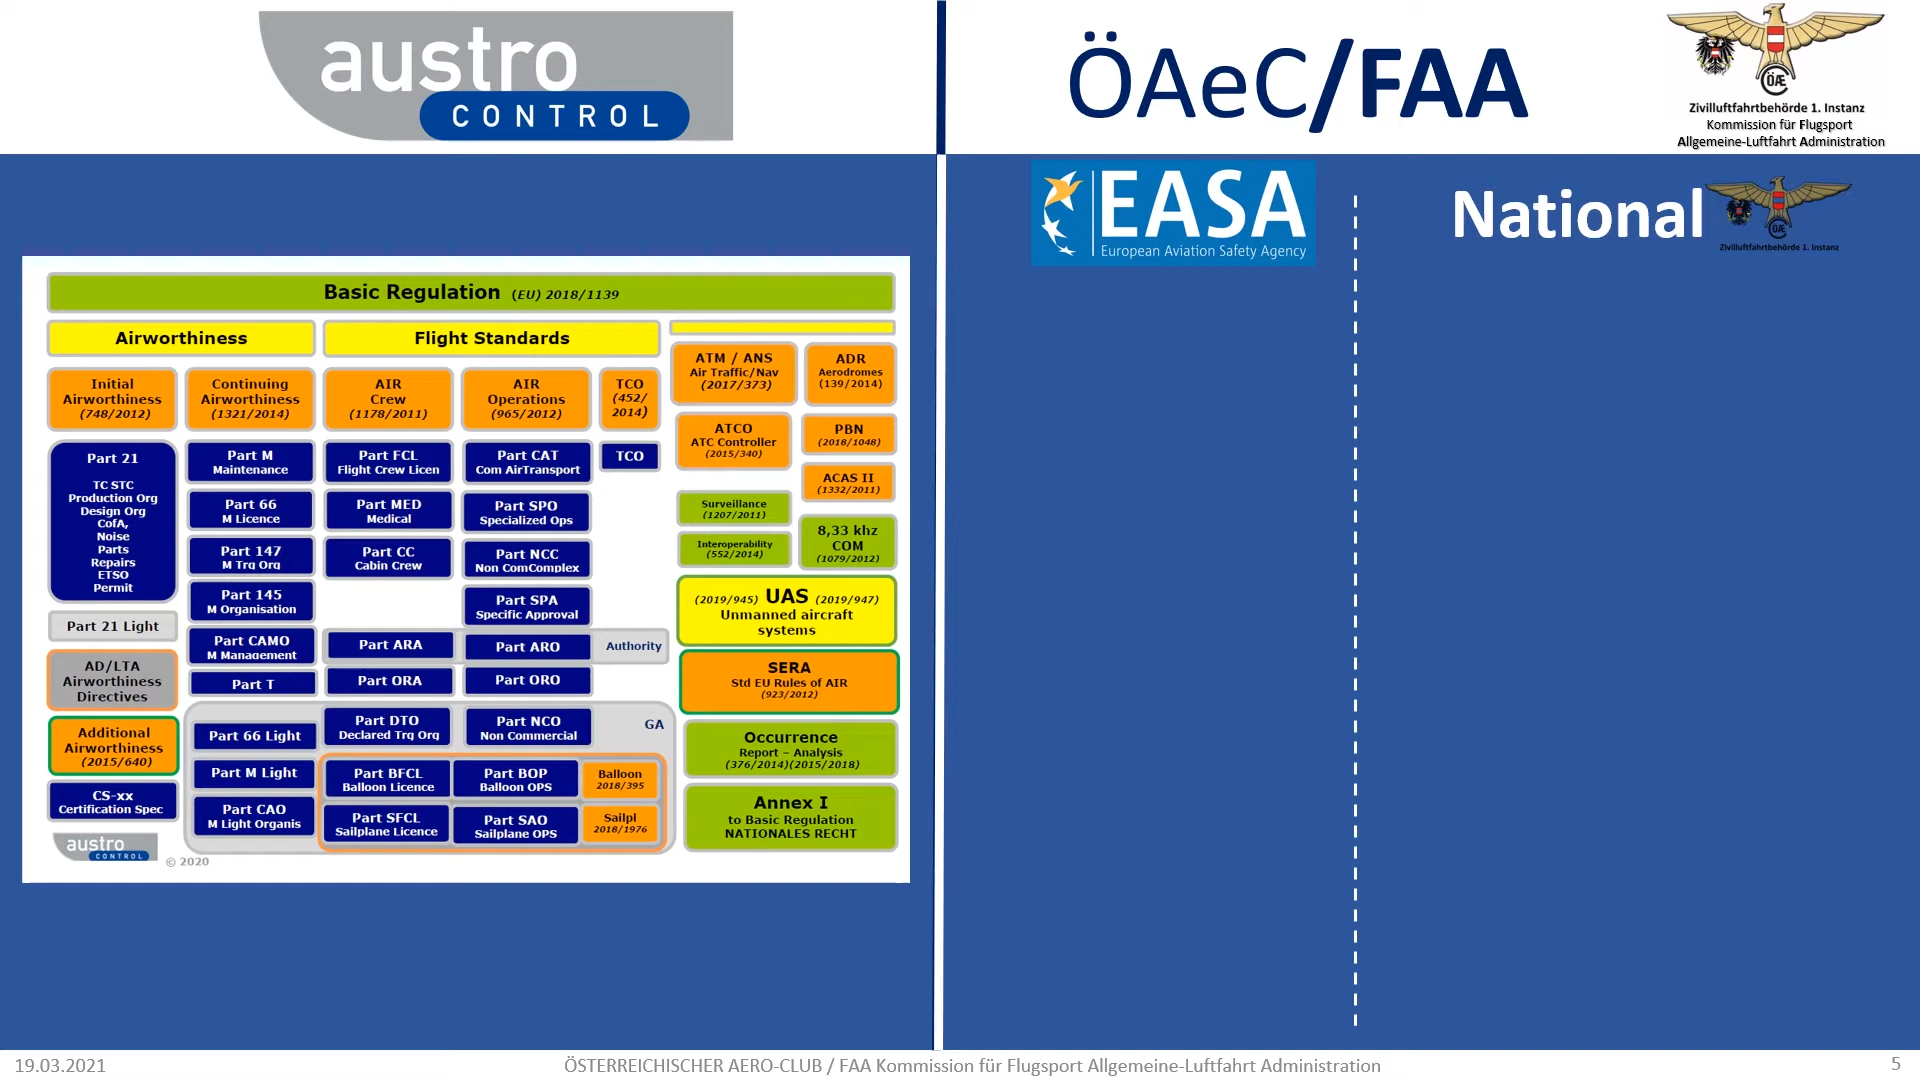 austro
CONTROL
ÖAeC/FAA
ÖÆC
Zivilluftfahrtbehörde 1. Instanz
Kommission für Flugsport
Allgemeine-Luftfahrt Administration
EASA
European Aviation Safety Agency
National
Zivilluftfahrtbehörde 1. Instanz
Basic Regulation (EU) 2018/1139
Airworthiness
Flight Standards
Initial
Airworthiness
(748/2012)
Continuing
Airworthiness
(1321/2014)
AIR
Crew
(1178/2011)
AIR
Operations
(965/2012)
TCO
(452/
2014)
ATM / ANS
Air Traffic/Nav
(2017/373)
ADR
Aerodromes
(139/2014)
ATCO
ATC Controller
(2015/340)
PBN
(2018/1048)
ACAS II
(1332/2011)
Part 21
TC STC
Production Org
Design Org
CofA,
Noise
Parts
Repairs
ETSO
Permit
Part M
Maintenance
Part 66
M Licence
Part 147
M Trg Org
Part 145
M Organisation
Part CAMO
M Management
Part T
Part FCL
Flight Crew Licen
Part MED
Medical
Part CC
Cabin Crew
Part CAT
Com AirTransport
Part SPO
Specialized Ops
Part NCC
Non ComComplex
Part SPA
Specific Approval
TCO
Part ARA
Part ARO
Authority
Part ORA
Part ORO
Surveillance
(1207/2011)
Interoperability
(552/2014)
8,33 khz
COM
(1079/2012)
(2019/945) UAS (2019/947)
Unmanned aircraft
systems
SERA
Std EU Rules of AIR
(923/2012)
Occurrence
Report – Analysis
(376/2014)(2015/2018)
Annex I
to Basic Regulation
NATIONALES RECHT
Part 21 Light
AD/LTA
Airworthiness
Directives
Additional
Airworthiness
(2015/640)
CS-xx
Certification Spec
Part 66 Light
Part M Light
Part CAO
M Light Organis
Part DTO
Declared Trg Org
Part NCO
Non Commercial
GA
Part BFCL
Balloon Licence
Part BOP
Balloon OPS
Balloon
2018/395
Part SFCL
Sailplane Licence
Part SAO
Sailplane OPS
Sailpl
2018/1976
austro
CONTROL
© 2020
19.03.2021
ÖSTERREICHISCHER AERO-CLUB / FAA Kommission für Flugsport Allgemeine-Luftfahrt Administration
5